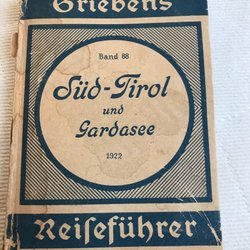 Griebens
Band 88
Süd-Tirol
und
Gardasee
1922
Reiseführer